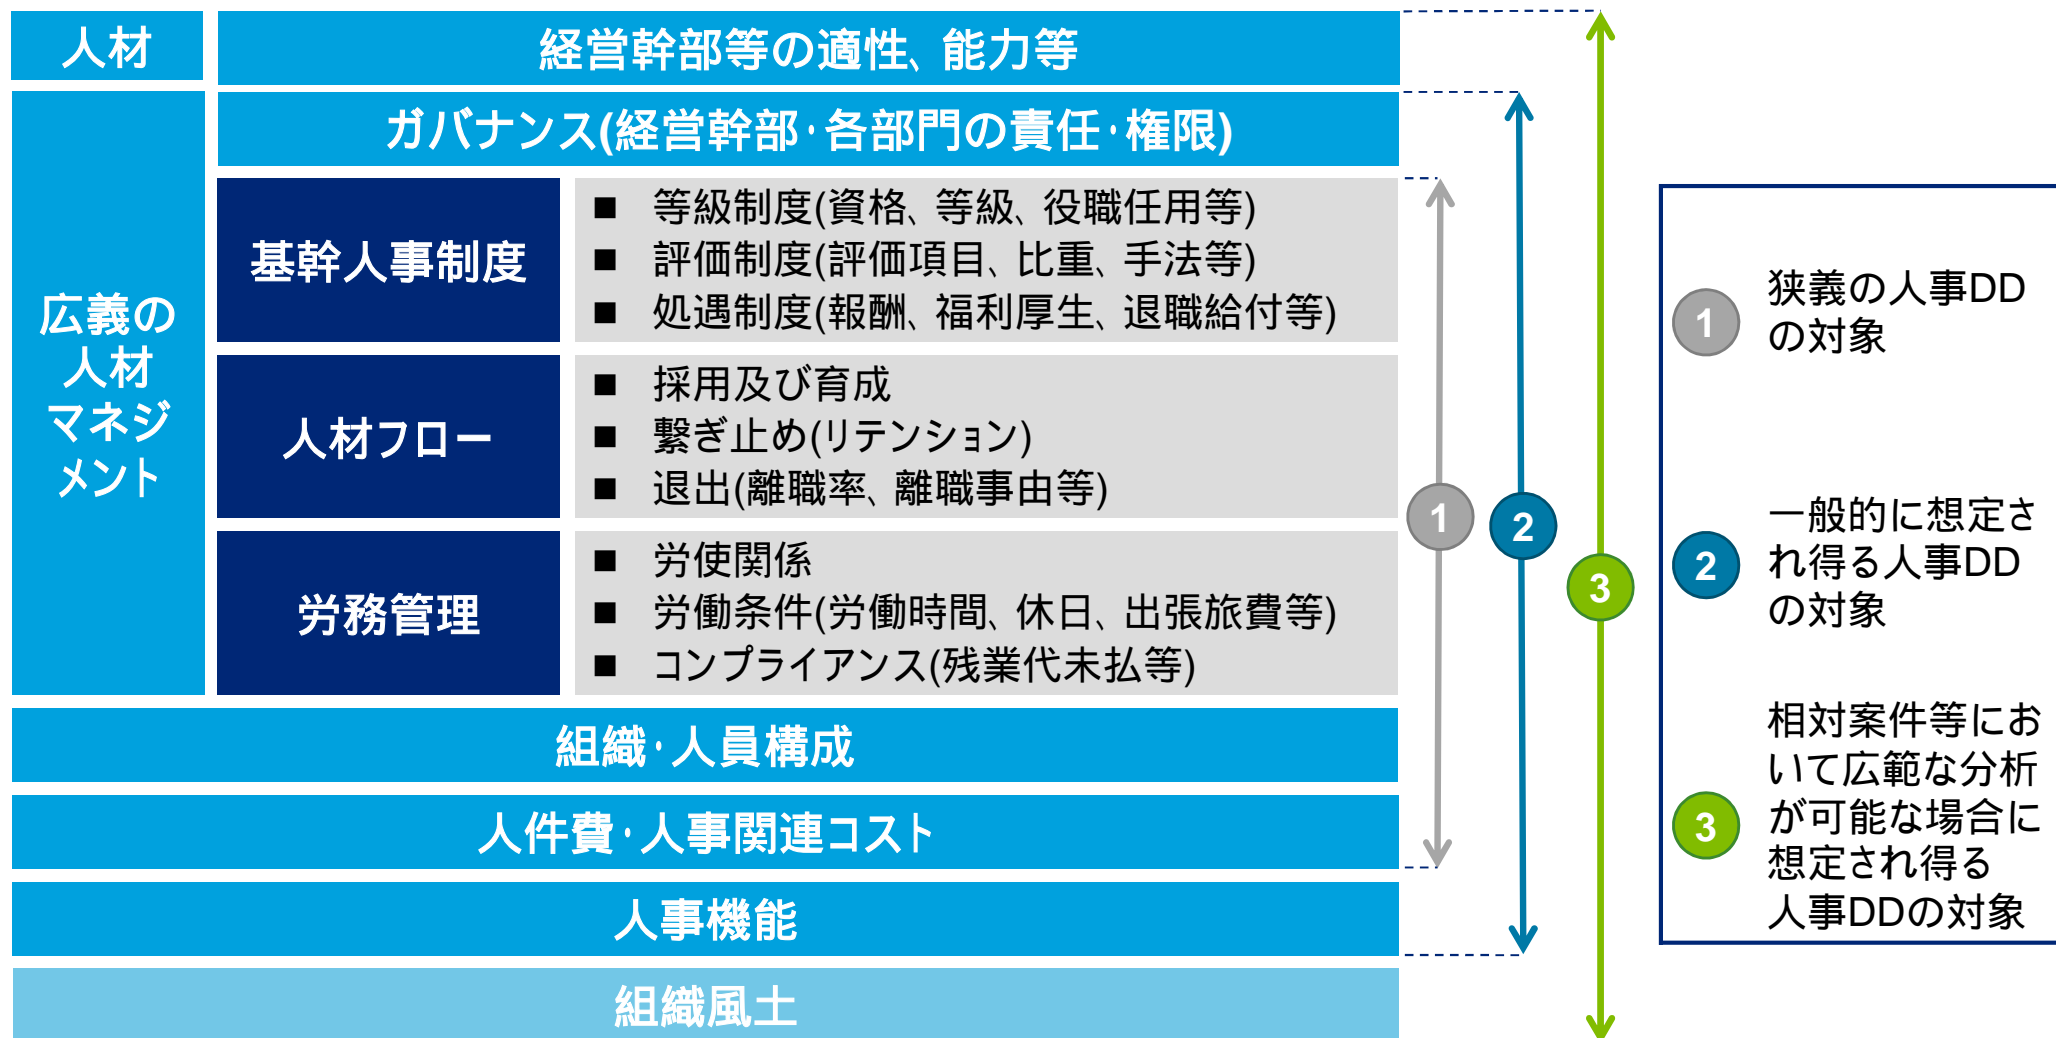 人材
経営幹部等の適性、能力等
広義の
人材
マネジ
メント
ガバナンス(経営幹部・各部門の責任・権限)
基幹人事制度
■ 等級制度(資格、等級、役職任用等)
■ 評価制度(評価項目、比重、手法等)
■ 処遇制度(報酬、福利厚生、退職給付等)
人材フロー
■ 採用及び育成
■ 繋ぎ止め(リテンション)
■ 退出(離職率、離職事由等)
労務管理
■ 労使関係
■ 労働条件(労働時間、休日、出張旅費等)
■ コンプライアンス(残業代未払等)
組織・人員構成
人件費・人事関連コスト
人事機能
組織風土
1
2
3
1
狭義の人事DD
の対象
2
一般的に想定さ
れ得る人事DD
の対象
3
相対案件等にお
いて広範な分析
が可能な場合に
想定され得る
人事DDの対象